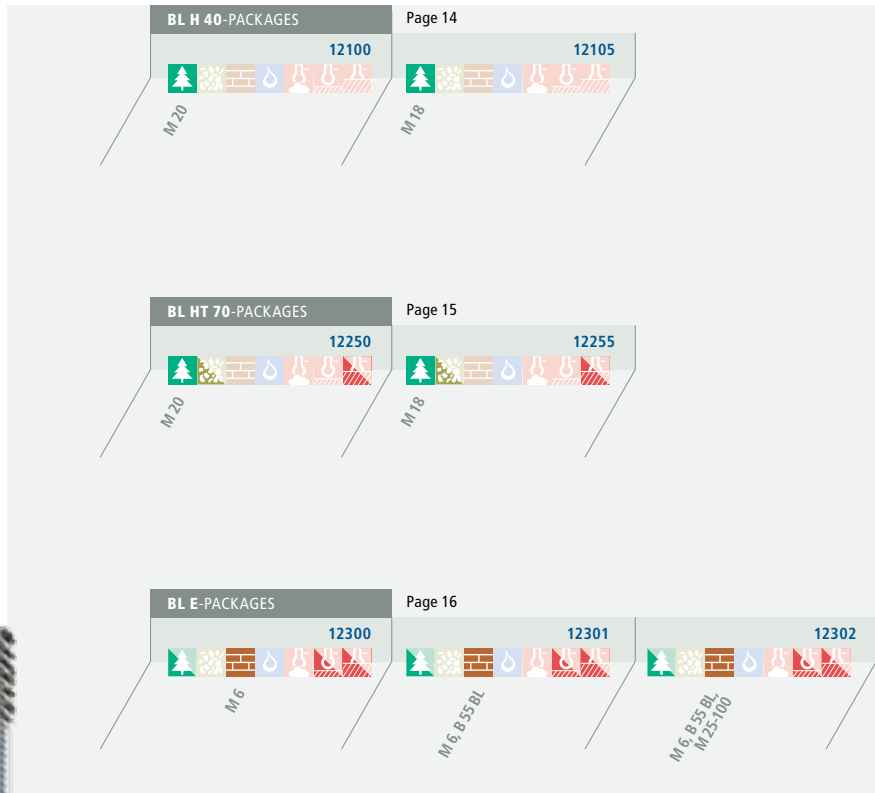 BL H 40-PACKAGES Page 14
12100 12105
M 20 M 18
BL HT 70-PACKAGES Page 15
12250 12255
M 20 M 18
BL E-PACKAGES Page 16
12300 12301 12302
M 6 M 6, B 55 BL M 6, B 55 BL,
M 25-100